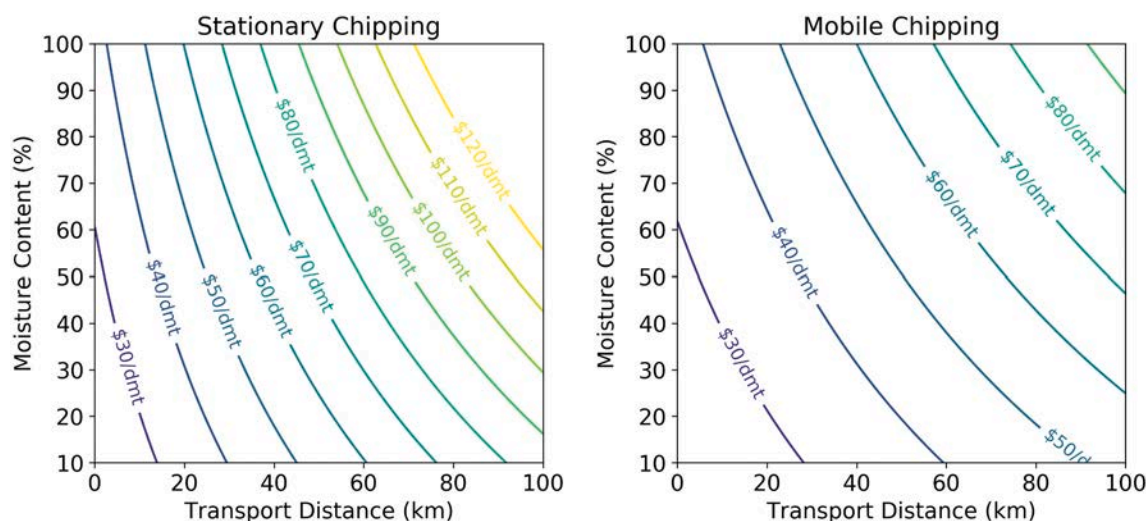 Stationary Chipping
100
90
80
70
60
50
40
30
20
10
Moisture Content (%)
$30/dmt
$40/dmt
$50/dmt
$60/dmt
$70/dmt
$80/dmt
$90/dmt
$100/dmt
$110/dmt
$120/dmt
0 20 40 60 80 100
Transport Distance (km)
Mobile Chipping
100
90
80
70
60
50
40
30
20
10
Moisture Content (%)
$30/dmt
$40/dmt
$50/d
$60/dmt
$70/dmt
$80/dmt
0 20 40 60 80 100
Transport Distance (km)